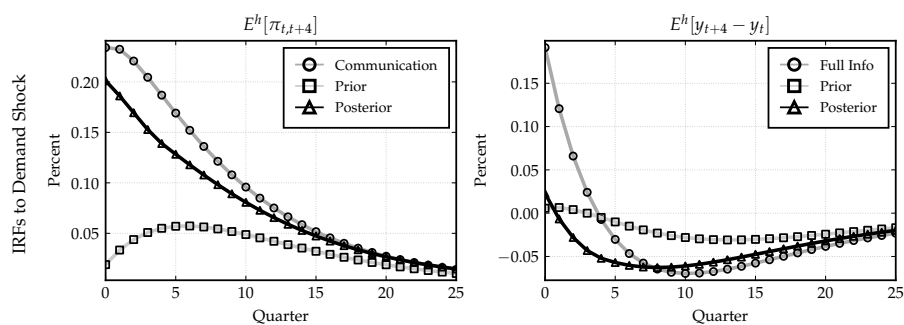 E^h[π_{t,t+4}]
E^h[y_{t+4} − y_t]
IRFs to Demand Shock
Percent
0.20
0.15
0.10
0.05
Communication
Prior
Posterior
0 5 10 15 20 25
Quarter
Percent
0.15
0.10
0.05
0.00
−0.05
Full Info
Prior
Posterior
0 5 10 15 20 25
Quarter